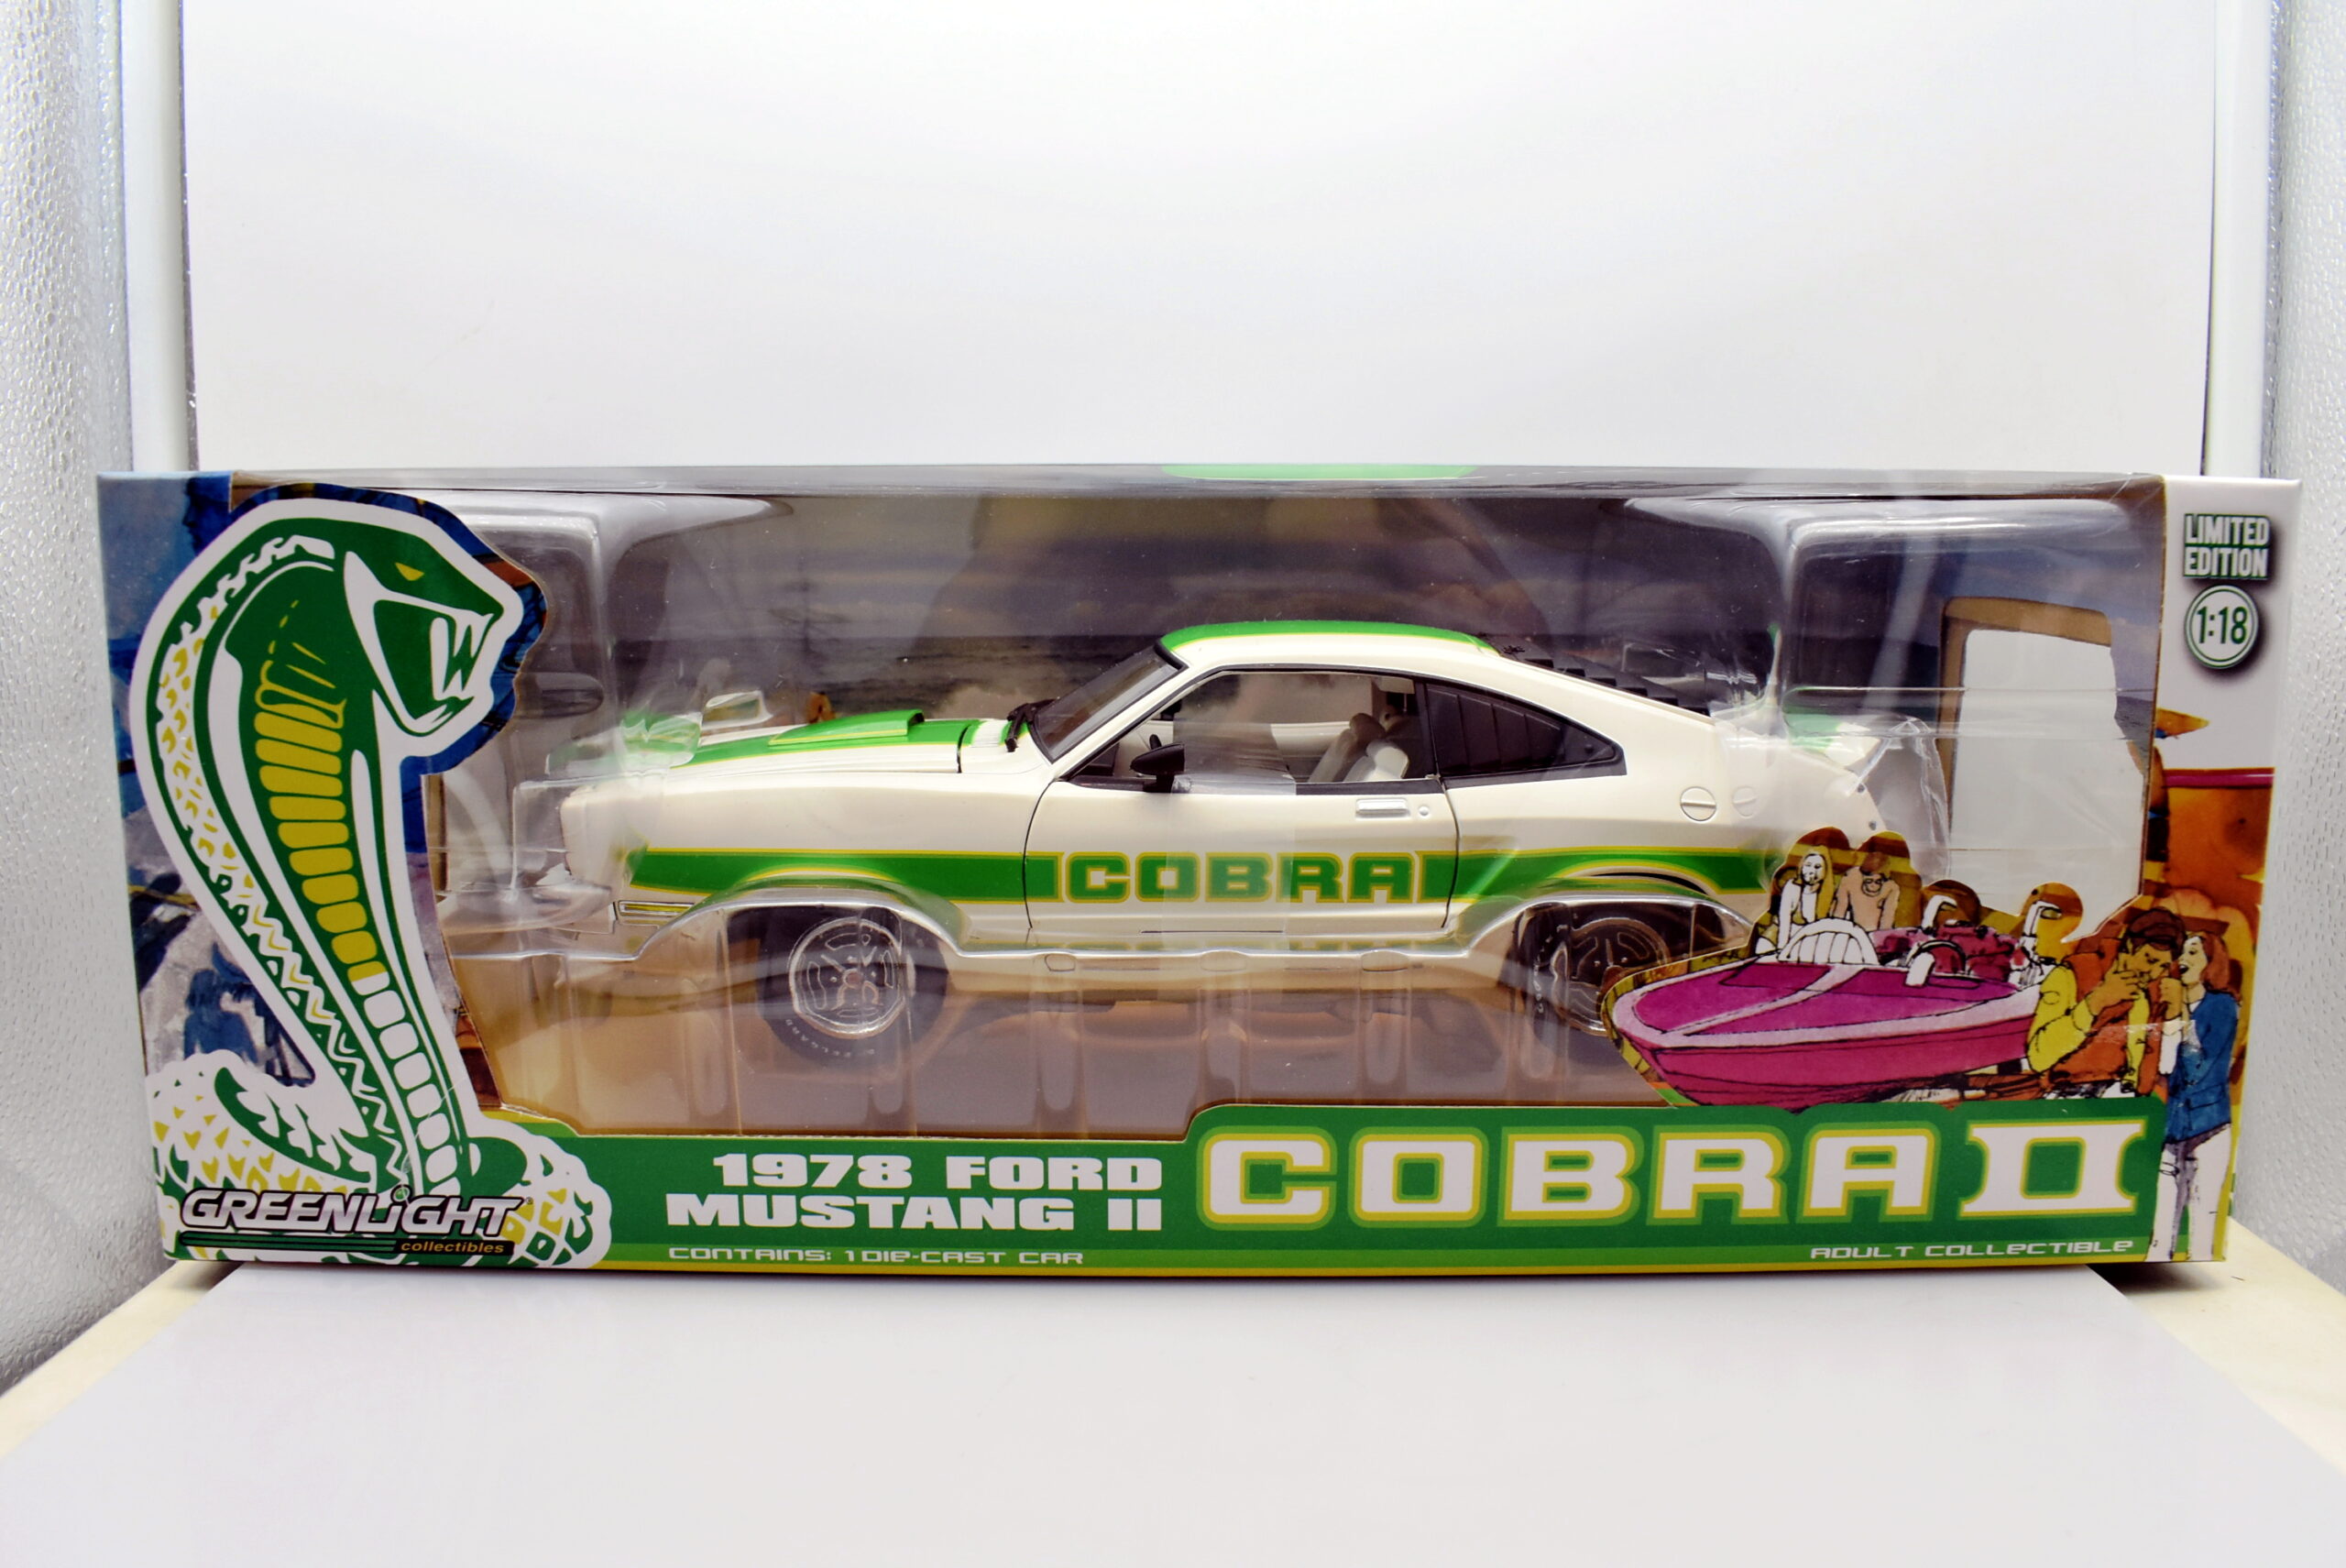 LIMITED
EDITION
1:18
COBRA
1978 FORD
MUSTANG II
COBRA II
GREENLIGHT®
collectibles
CONTAINS: 1 DIE-CAST CAR
ADULT COLLECTIBLE